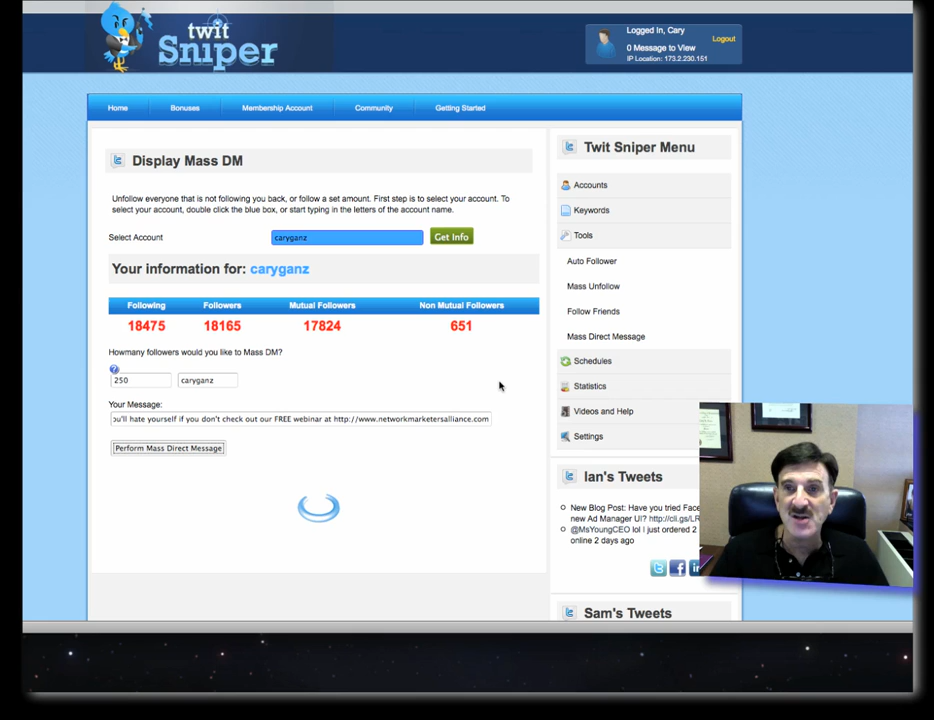 twit
Sniper
Logged In, Cary
Logout
0 Message to View
IP Location: 173.2.230.151
Home
Bonuses
Membership Account
Community
Getting Started
Display Mass DM
Unfollow everyone that is not following you back, or follow a set amount. First step is to select your account. To
select your account, double click the blue box, or start typing in the letters of the account name.
Select Account
caryganz
Get Info
Your information for: caryganz
Following
Followers
Mutual Followers
Non Mutual Followers
18475
18165
17824
651
Howmany followers would you like to Mass DM?
?
250
caryganz
Your Message:
ou'll hate yourself if you don't check out our FREE webinar at http://www.networkmarketersalliance.com
Perform Mass Direct Message
Twit Sniper Menu
Accounts
Keywords
Tools
Auto Follower
Mass Unfollow
Follow Friends
Mass Direct Message
Schedules
Statistics
Videos and Help
Settings
Ian's Tweets
New Blog Post: Have you tried Face
new Ad Manager UI? http://cli.gs/LR
@MsYoungCEO lol I just ordered 2
online 2 days ago
Sam's Tweets